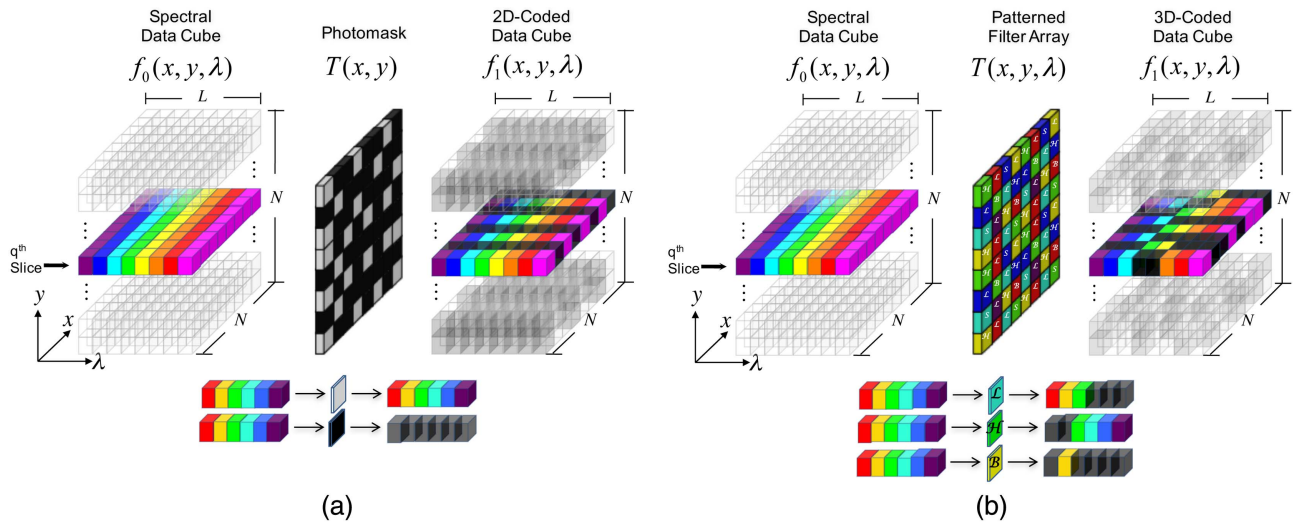 Spectral
Data Cube
f₀(x, y, λ)
L
Photomask
T(x, y)
2D-Coded
Data Cube
f₁(x, y, λ)
L
N
N
qth
Slice
y
x
λ
N
N
(a)
Spectral
Data Cube
f₀(x, y, λ)
L
Patterned
Filter Array
T(x, y, λ)
3D-Coded
Data Cube
f₁(x, y, λ)
L
N
N
qth
Slice
y
x
λ
N
N
L
H
B
(b)